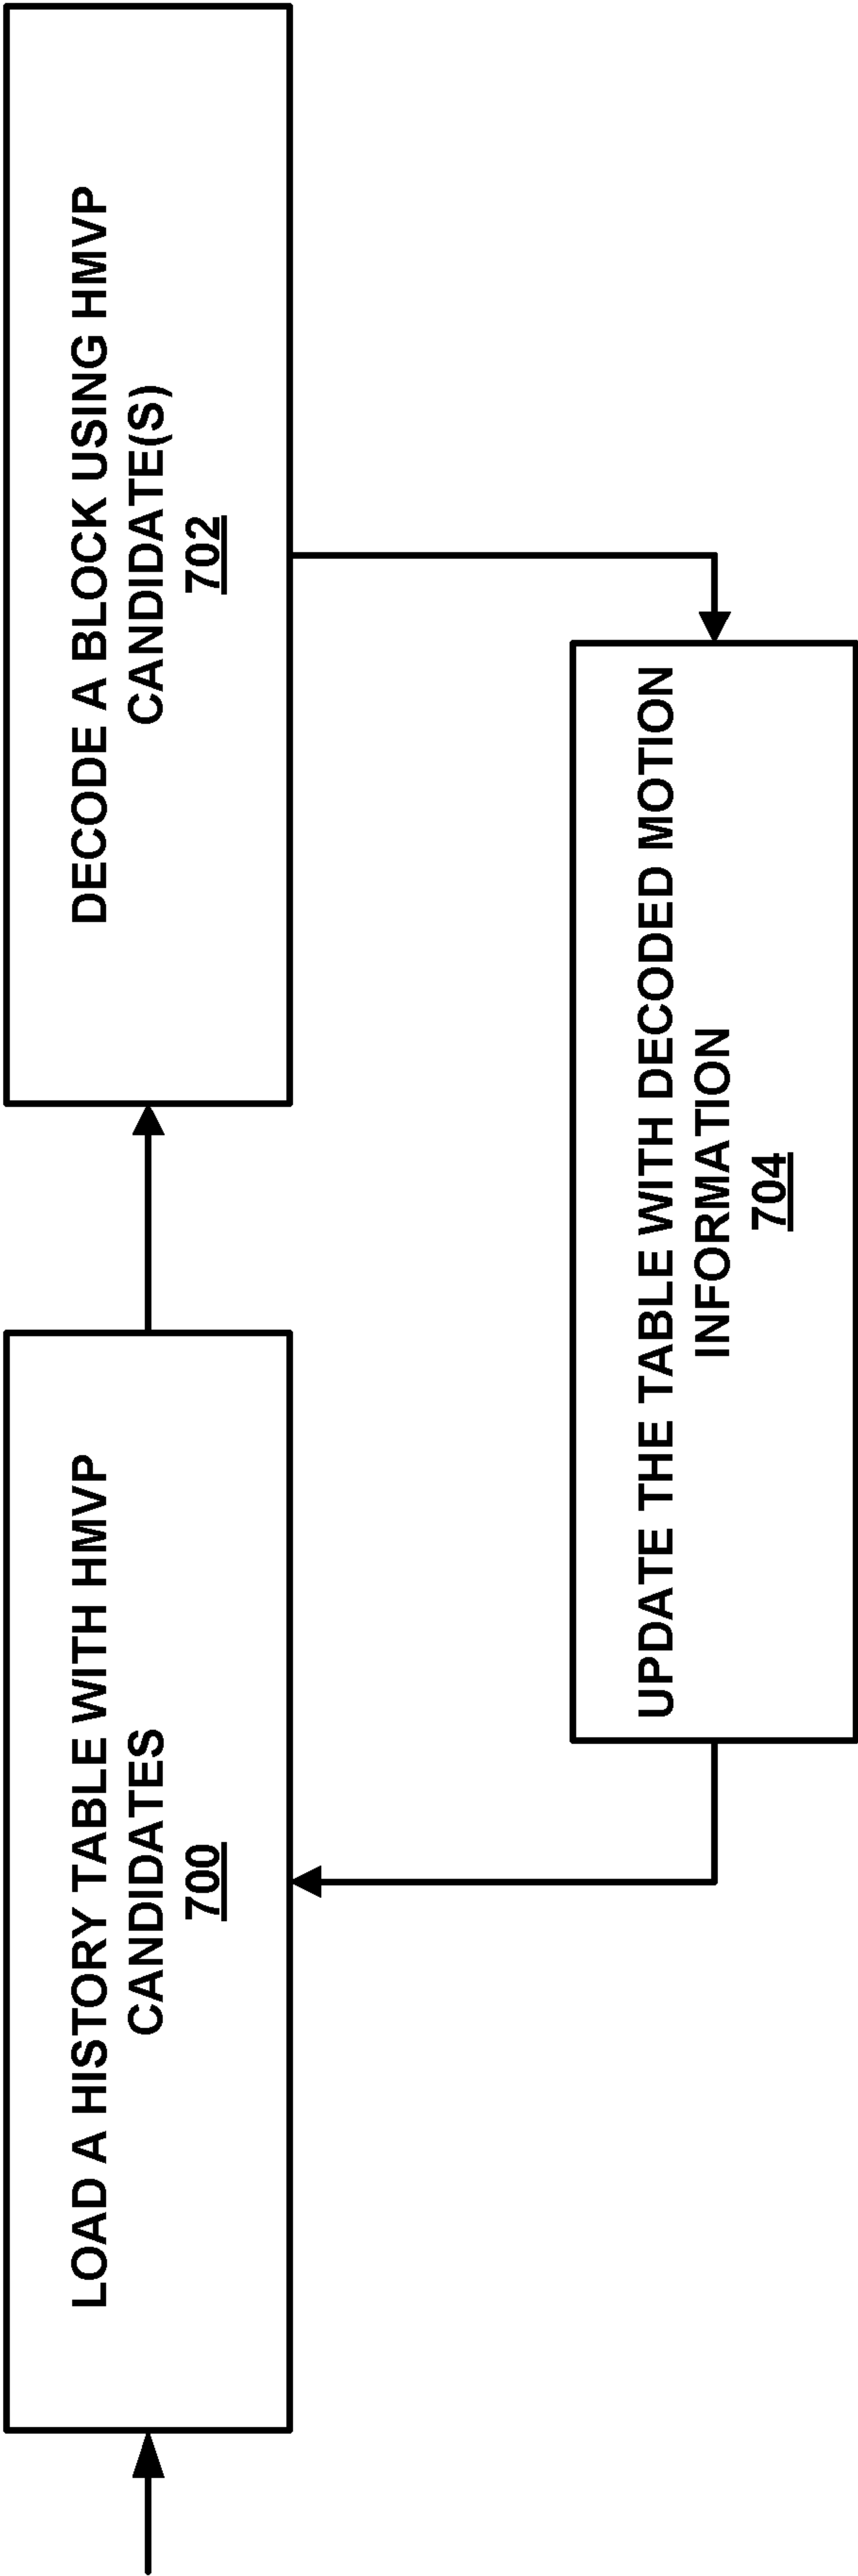 LOAD A HISTORY TABLE WITH HMVP
CANDIDATES
700
DECODE A BLOCK USING HMVP
CANDIDATE(S)
702
UPDATE THE TABLE WITH DECODED MOTION
INFORMATION
704